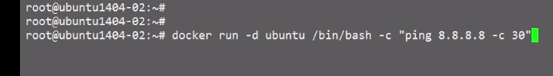 root@ubuntu1404-02:~#
root@ubuntu1404-02:~#
root@ubuntu1404-02:~# docker run -d ubuntu /bin/bash -c "ping 8.8.8.8 -c 30"